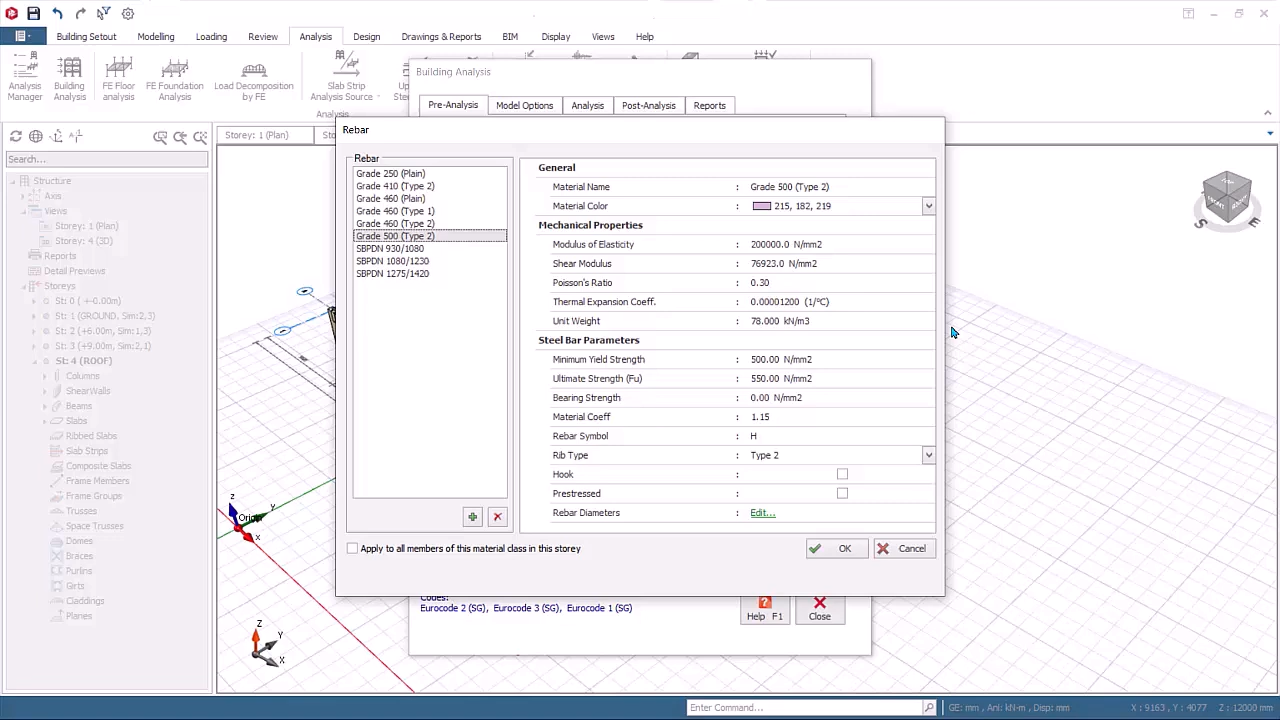 Building Setout
Modelling
Loading
Review
Analysis
Design
Drawings & Reports
BIM
Display
Views
Help
Analysis
Manager
Building
Analysis
FE Floor
analysis
FE Foundation
Analysis
Load Decomposition
by FE
Slab Strip
Analysis Source
Analysis
Building Analysis
Pre-Analysis
Model Options
Analysis
Post-Analysis
Reports
Storey: 1 (Plan)
Search...
Structure
Axis
Views
Storey: 1 (Plan)
Storey: 4 (3D)
Reports
Detail Previews
Storeys
St: 0 ( +-0.00m)
St: 1 (GROUND, Sim:2,3)
St: 2 (+6.00m, Sim:1,3)
St: 3 (+9.00m, Sim:2,1)
St: 4 (ROOF)
Columns
ShearWalls
Beams
Slabs
Ribbed Slabs
Slab Strips
Composite Slabs
Frame Members
Frame Groups
Trusses
Space Trusses
Domes
Braces
Purlins
Girts
Claddings
Planes
Rebar
Rebar
Grade 250 (Plain)
Grade 410 (Type 2)
Grade 460 (Plain)
Grade 460 (Type 1)
Grade 460 (Type 2)
Grade 500 (Type 2)
SBPDN 930/1080
SBPDN 1080/1230
SBPDN 1275/1420
General
Material Name : Grade 500 (Type 2)
Material Color : 215, 182, 219
Mechanical Properties
Modulus of Elasticity : 200000.0 N/mm2
Shear Modulus : 76923.0 N/mm2
Poisson's Ratio : 0.30
Thermal Expansion Coeff. : 0.00001200 (1/°C)
Unit Weight : 78.000 kN/m3
Steel Bar Parameters
Minimum Yield Strength : 500.00 N/mm2
Ultimate Strength (Fu) : 550.00 N/mm2
Bearing Strength : 0.00 N/mm2
Material Coeff : 1.15
Rebar Symbol : H
Rib Type : Type 2
Hook :
Prestressed :
Rebar Diameters : Edit...
Apply to all members of this material class in this storey
OK
Cancel
Eurocode 2 (SG), Eurocode 3 (SG), Eurocode 1 (SG)
Help F1
Close
S
E
z
Y
Origin
x
Z
Y
X
Enter Command...
GE: mm , Anl: kN-m , Disp: mm
X : 9163 , Y : 4077
Z : 12000 mm